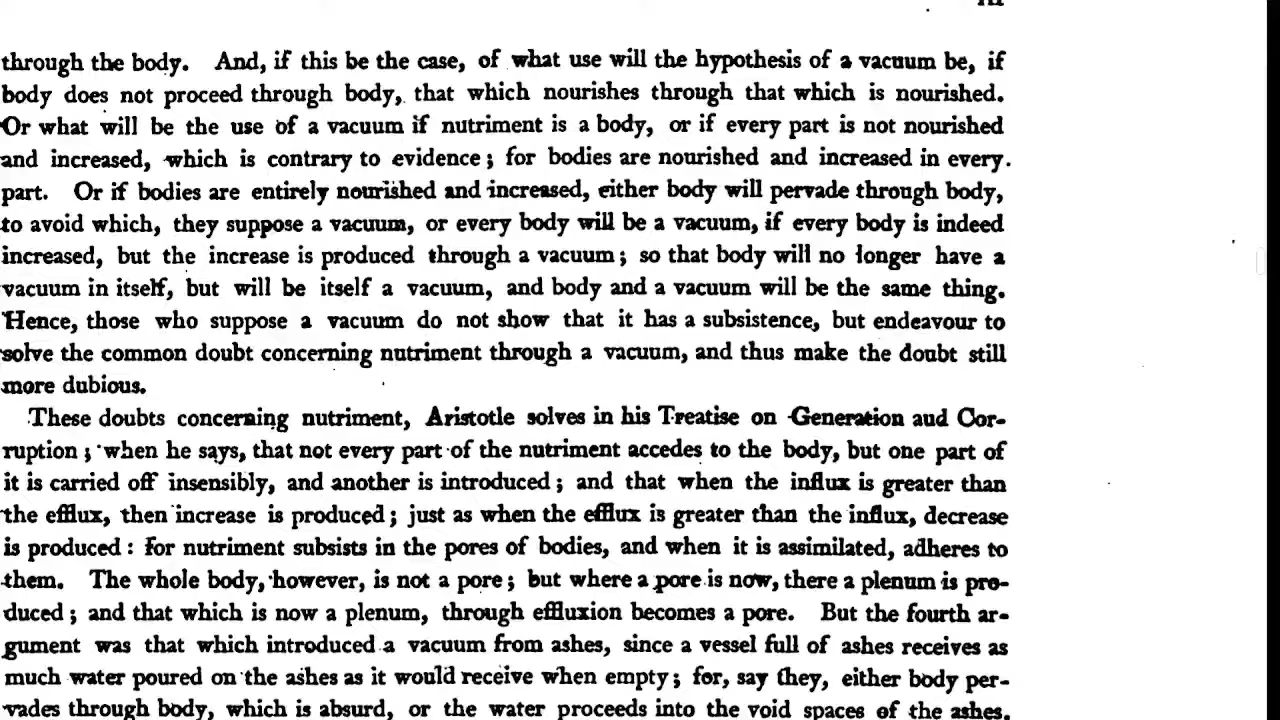 through the body. And, if this be the case, of what use will the hypothesis of a vacuum be, if
body does not proceed through body, that which nourishes through that which is nourished.
Or what will be the use of a vacuum if nutriment is a body, or if every part is not nourished
and increased, which is contrary to evidence; for bodies are nourished and increased in every.
part. Or if bodies are entirely nourished and increased, either body will pervade through body,
to avoid which, they suppose a vacuum, or every body will be a vacuum, if every body is indeed
increased, but the increase is produced through a vacuum; so that body will no longer have a
vacuum in itself, but will be itself a vacuum, and body and a vacuum will be the same thing.
Hence, those who suppose a vacuum do not show that it has a subsistence, but endeavour to
solve the common doubt concerning nutriment through a vacuum, and thus make the doubt still
more dubious.
These doubts concerning nutriment, Aristotle solves in his Treatise on Generation aud Cor-
ruption; when he says, that not every part of the nutriment accedes to the body, but one part of
it is carried off insensibly, and another is introduced; and that when the influx is greater than
the efflux, then increase is produced; just as when the efflux is greater than the influx, decrease
is produced: for nutriment subsists in the pores of bodies, and when it is assimilated, adheres to
them. The whole body, however, is not a pore; but where a pore is now, there a plenum is pro-
duced; and that which is now a plenum, through effluxion becomes a pore. But the fourth ar-
gument was that which introduced a vacuum from ashes, since a vessel full of ashes receives as
much water poured on the ashes as it would receive when empty; for, say they, either body per-
vades through body, which is absurd, or the water proceeds into the void spaces of the ashes.